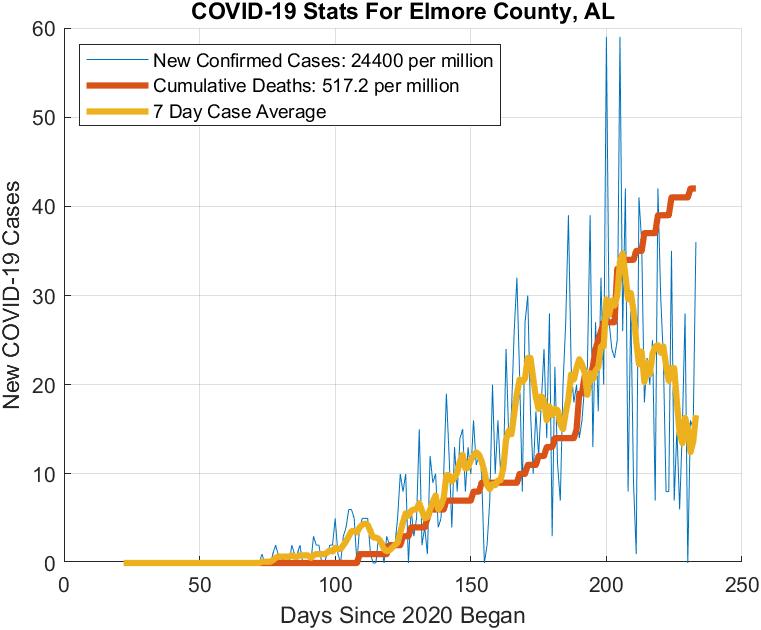 COVID-19 Stats For Elmore County, AL
New Confirmed Cases: 24400 per million
Cumulative Deaths: 517.2 per million
7 Day Case Average
New COVID-19 Cases
60
50
40
30
20
10
0
0 50 100 150 200 250
Days Since 2020 Began